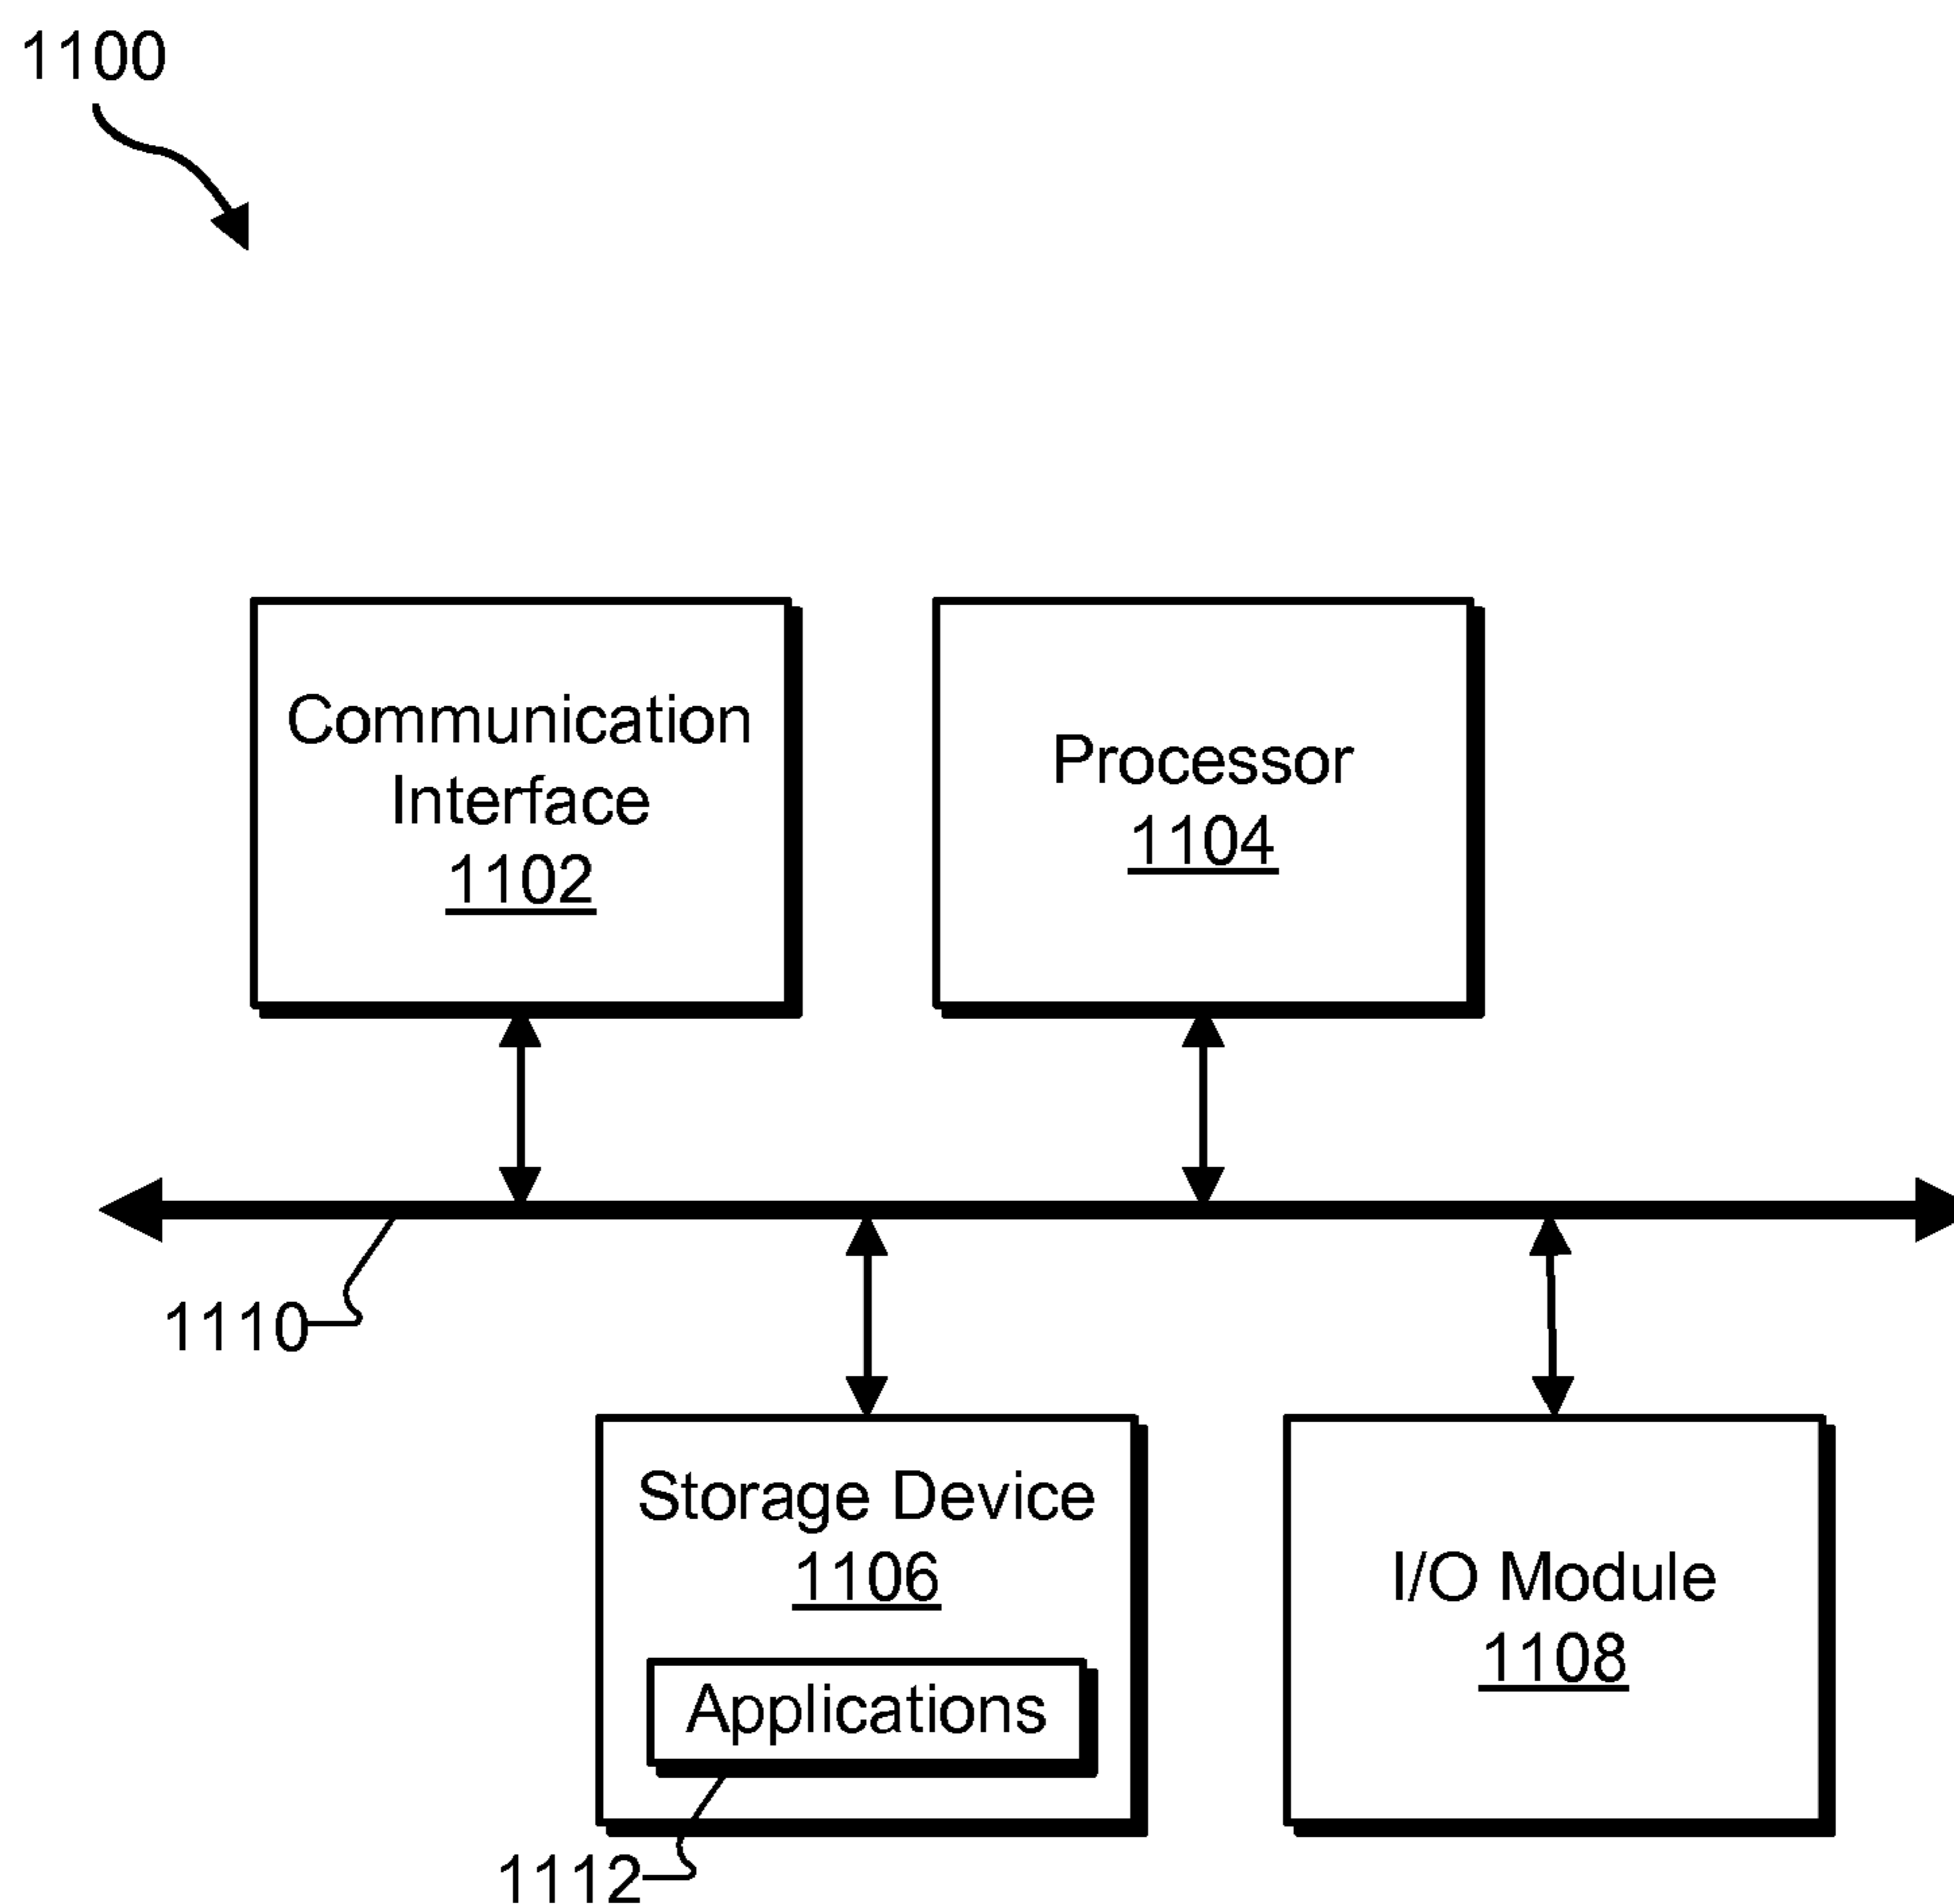 1100
Communication
Interface
1102
Processor
1104
1110
Storage Device
1106
Applications
1112
I/O Module
1108